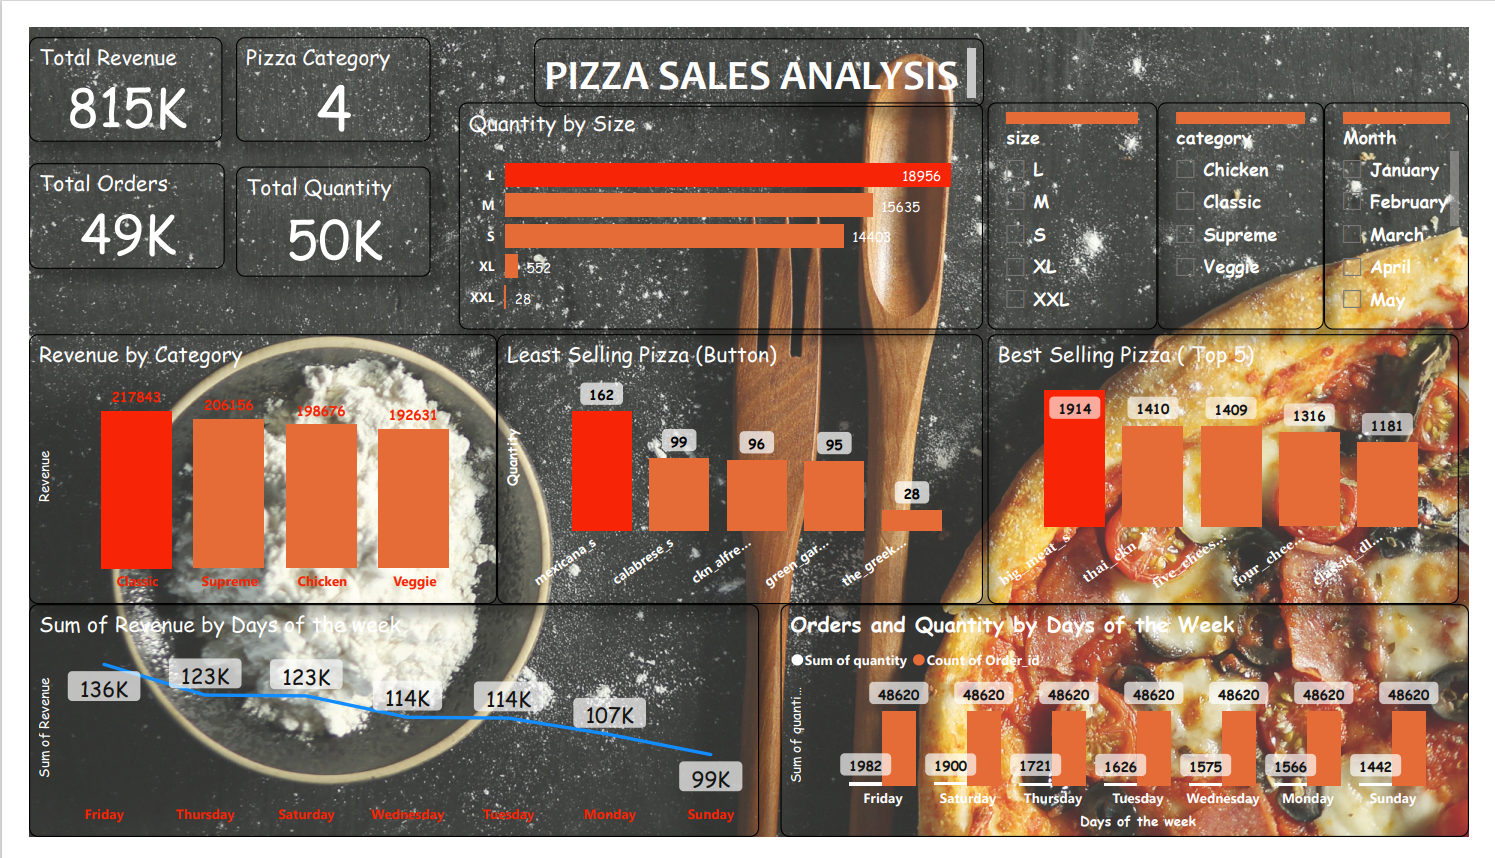 Total Revenue
815K
Pizza Category
4
Total Orders
49K
Total Quantity
50K
PIZZA SALES ANALYSIS
Quantity by Size
L 18956
M 15635
S 14403
XL 552
XXL 28
size
L
M
S
XL
XXL
category
Chicken
Classic
Supreme
Veggie
Month
January
February
March
April
May
Revenue by Category
Revenue
217843 206156 198676 192631
Classic Supreme Chicken Veggie
Least Selling Pizza (Button)
Quantity
162 99 96 95 28
mexicana_s calabrese_s ckn_alfre... green_gar... the_greek...
Best Selling Pizza ( Top 5)
1914 1410 1409 1316 1181
big_meat_s thai_ckn_ five_chees... four_chee... classic_dl...
Sum of Revenue by Days of the week
Sum of Revenue
136K 123K 123K 114K 114K 107K 99K
Friday Thursday Saturday Wednesday Tuesday Monday Sunday
Orders and Quantity by Days of the Week
Sum of quantity Count of Order_id
Sum of quanti...
48620 48620 48620 48620 48620 48620 48620
1982 1900 1721 1626 1575 1566 1442
Friday Saturday Thursday Tuesday Wednesday Monday Sunday
Days of the week